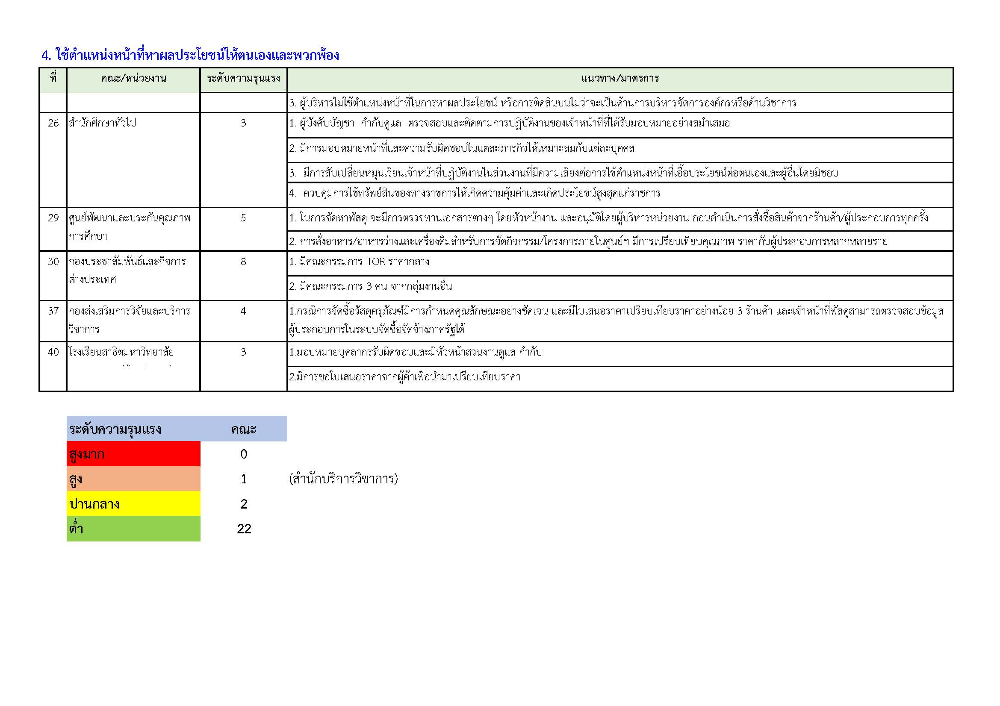 4. ใช้ตำแหน่งหน้าที่หาผลประโยชน์ให้ตนเองและพวกพ้อง
ที่ คณะ/หน่วยงาน ระดับความรุนแรง แนวทาง/มาตรการ
3. ผู้บริหารไม่ใช้ตำแหน่งหน้าที่ในการหาผลประโยชน์ หรือการติดสินบนไม่ว่าจะเป็นด้านการบริหารจัดการองค์กรหรือด้านวิชาการ
26 สำนักศึกษาทั่วไป 3 1. ผู้บังคับบัญชา กำกับดูแล ตรวจสอบและติดตามการปฏิบัติงานของเจ้าหน้าที่ที่ได้รับมอบหมายอย่างสม่ำเสมอ
2. มีการมอบหมายหน้าที่และความรับผิดชอบในแต่ละภารกิจให้เหมาะสมกับแต่ละบุคคล
3. มีการสับเปลี่ยนหมุนเวียนเจ้าหน้าที่ปฏิบัติงานในส่วนงานที่มีความเสี่ยงต่อการใช้ตำแหน่งหน้าที่เอื้อประโยชน์ต่อตนเองและผู้อื่นโดยมิชอบ
4. ควบคุมการใช้ทรัพย์สินของทางราชการให้เกิดความคุ้มค่าและเกิดประโยชน์สูงสุดแก่ราชการ
29 ศูนย์พัฒนาและประกันคุณภาพ 5 1. ในการจัดหาพัสดุ จะมีการตรวจทานเอกสารต่างๆ โดยหัวหน้างาน และอนุมัติโดยผู้บริหารหน่วยงาน ก่อนดำเนินการสั่งซื้อสินค้าจากร้านค้า/ผู้ประกอบการทุกครั้ง
การศึกษา
2. การสั่งอาหาร/อาหารว่างและเครื่องดื่มสำหรับการจัดกิจกรรม/โครงการภายในศูนย์ฯ มีการเปรียบเทียบคุณภาพ ราคากับผู้ประกอบการหลากหลายราย
30 กองประชาสัมพันธ์และกิจการ 8 1. มีคณะกรรมการ TOR ราคากลาง
ต่างประเทศ
2. มีคณะกรรมการ 3 คน จากกลุ่มงานอื่น
37 กองส่งเสริมการวิจัยและบริการ 4 1.กรณีการจัดซื้อวัสดุครุภัณฑ์มีการกำหนดคุณลักษณะอย่างชัดเจน และมีใบเสนอราคาเปรียบเทียบราคาอย่างน้อย 3 ร้านค้า และเจ้าหน้าที่พัสดุสามารถตรวจสอบข้อมูล
วิชาการ ผู้ประกอบการในระบบจัดซื้อจัดจ้างภาครัฐได้
40 โรงเรียนสาธิตมหาวิทยาลัย 3 1.มอบหมายบุคลากรรับผิดชอบและมีหัวหน้าส่วนงานดูแล กำกับ
2.มีการขอใบเสนอราคาจากผู้ค้าเพื่อนำมาเปรียบเทียบราคา
ระดับความรุนแรง คณะ
สูงมาก 0
สูง 1 (สำนักบริการวิชาการ)
ปานกลาง 2
ต่ำ 22